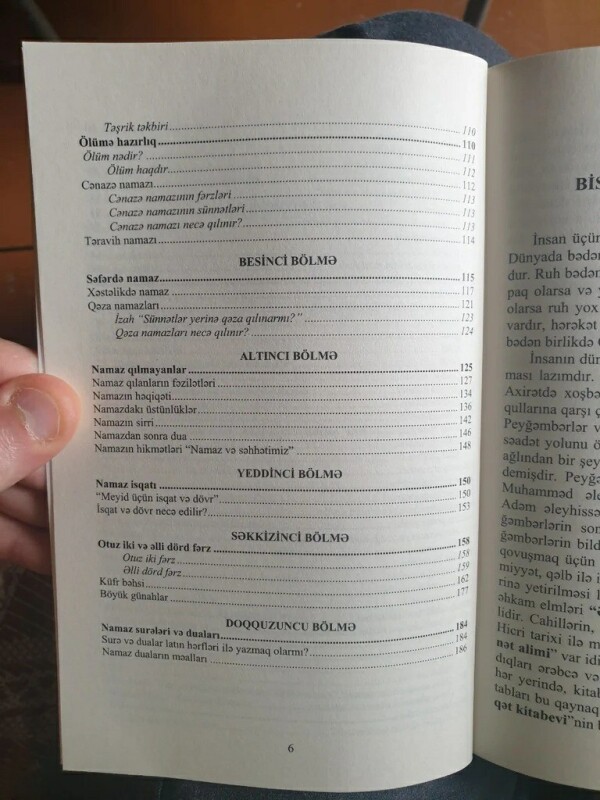 Təşrik təkbiri 110
Ölümə hazırlıq 110
Ölüm nədir? 111
Ölüm haqdır 112
Cənazə namazı 112
Cənazə namazının fərzləri 113
Cənazə namazının sünnətləri 113
Cənazə namazı necə qılınır? 113
Təravih namazı 114
BESİNCİ BÖLMƏ
Səfərdə namaz 115
Xəstəlikdə namaz 117
Qəza namazları 121
İzah “Sünnətlər yerinə qəza qılınarmı?” 123
Qəza namazları necə qılınır? 124
ALTINCI BÖLMƏ
Namaz qılmayanlar 125
Namaz qılanların fəzilətləri 127
Namazın həqiqəti 134
Namazdakı üstünlüklər 136
Namazın sirri 142
Namazdan sonra dua 146
Namazın hikmətləri “Namaz və səhhətimiz” 148
YEDDİNCİ BÖLMƏ
Namaz isqatı 150
“Meyid üçün isqat və dövr” 150
İsqat və dövr necə edilir? 153
SƏKKİZİNCİ BÖLMƏ
Otuz iki və əlli dörd fərz 158
Otuz iki fərz 158
Əlli dörd fərz 159
Küfr bəhsi 162
Böyük günahlar 177
DOQQUZUNCU BÖLMƏ
Namaz surələri və duaları 184
Surə və dualar latın hərfləri ilə yazmaq olarmı? 184
Namaz duaların məalları 186
6
BİS
İnsan üçün
Dünyada bədən
dur. Ruh bədən
paq olarsa və y
olarsa ruh yox
vardır, hərəkət
bədən birlikdə
İnsanın dün
ması lazımdır.
Axirətdə xoşbə
qullarına qarşı ç
Peyğəmbərlər v
səadət yolunu ö
ağlından bir şey
demişdir. Peyğə
Muhamməd əle
Adəm əleyhissə
ğəmbərlərin son
ğəmbərlərin bild
qovuşmaq üçün
miyyət, qəlb ilə i
rinə yetirilməsi l
əhkam elmləri “Ə
lidir. Cahillərin,
Hicri tarixi ilə m
nət alimi” var idi
dıqları ərəbcə və
hər yerində, kitab
tabları bu qaynaq
qət kitabevi”nin